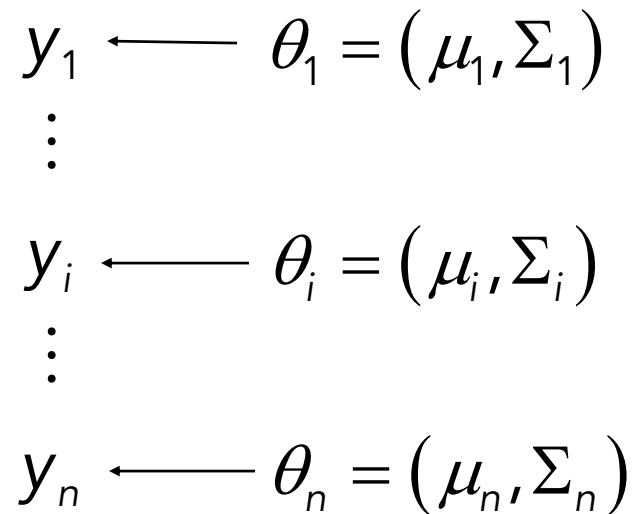 y₁ ← θ₁ = (μ₁, Σ₁)
⋮
yᵢ ← θᵢ = (μᵢ, Σᵢ)
⋮
yₙ ← θₙ = (μₙ, Σₙ)